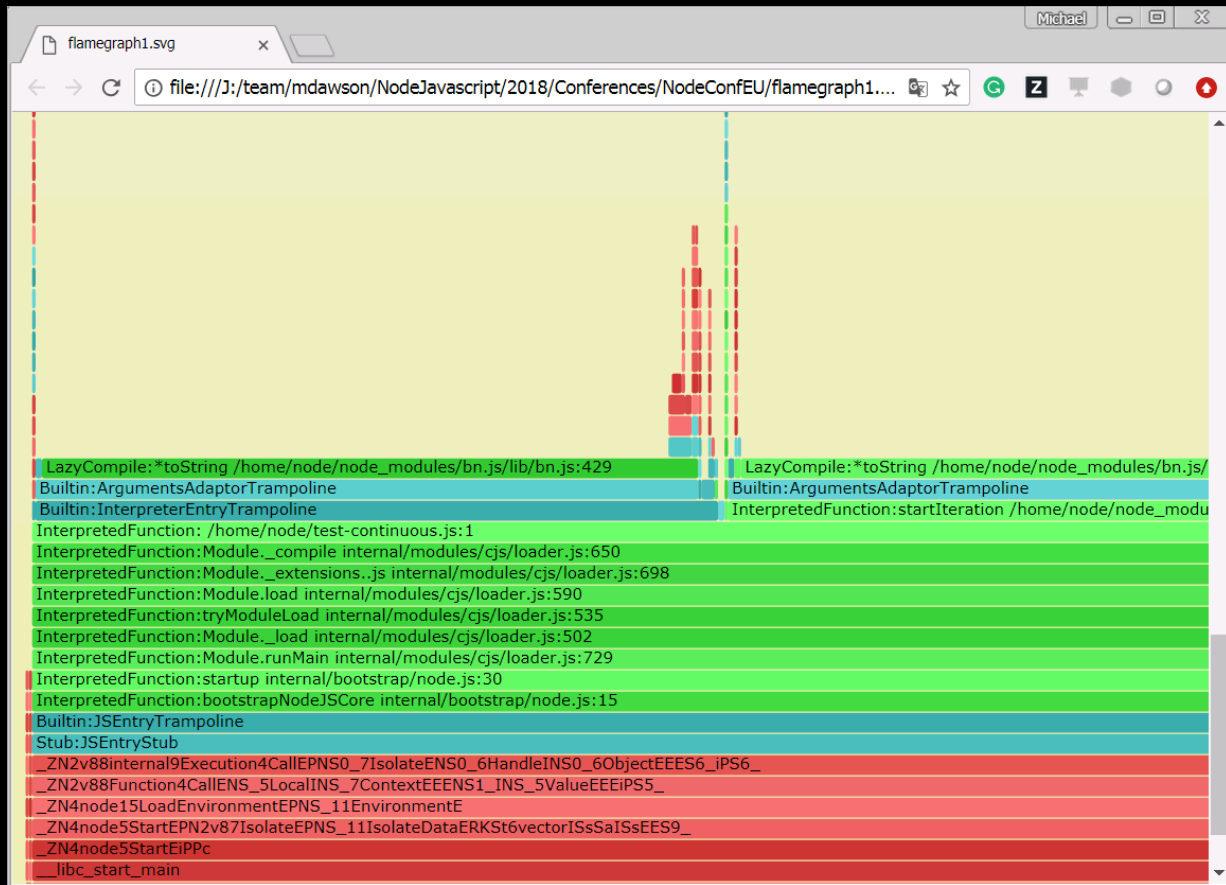 Michael
flamegraph1.svg
file:///J:/team/mdawson/NodeJavascript/2018/Conferences/NodeConfEU/flamegraph1....
G
Z
LazyCompile:*toString /home/node/node_modules/bn.js/lib/bn.js:429
LazyCompile:*toString /home/node/node_modules/bn.js/
Builtin:ArgumentsAdaptorTrampoline
Builtin:ArgumentsAdaptorTrampoline
Builtin:InterpreterEntryTrampoline
InterpretedFunction:startIteration /home/node/node_modu
InterpretedFunction: /home/node/test-continuous.js:1
InterpretedFunction:Module._compile internal/modules/cjs/loader.js:650
InterpretedFunction:Module._extensions..js internal/modules/cjs/loader.js:698
InterpretedFunction:Module.load internal/modules/cjs/loader.js:590
InterpretedFunction:tryModuleLoad internal/modules/cjs/loader.js:535
InterpretedFunction:Module._load internal/modules/cjs/loader.js:502
InterpretedFunction:Module.runMain internal/modules/cjs/loader.js:729
InterpretedFunction:startup internal/bootstrap/node.js:30
InterpretedFunction:bootstrapNodeJSCore internal/bootstrap/node.js:15
Builtin:JSEntryTrampoline
Stub:JSEntryStub
_ZN2v88internal9Execution4CallEPNS0_7IsolateENS0_6HandleINS0_6ObjectEEES6_iPS6_
_ZN2v88Function4CallENS_5LocalINS_7ContextEEENS1_INS_5ValueEEEiPS5_
_ZN4node15LoadEnvironmentEPNS_11EnvironmentE
_ZN4node5StartEPN2v87IsolateEPNS_11IsolateDataERKSt6vectorISsSaISsEES9_
_ZN4node5StartEiPPc
__libc_start_main